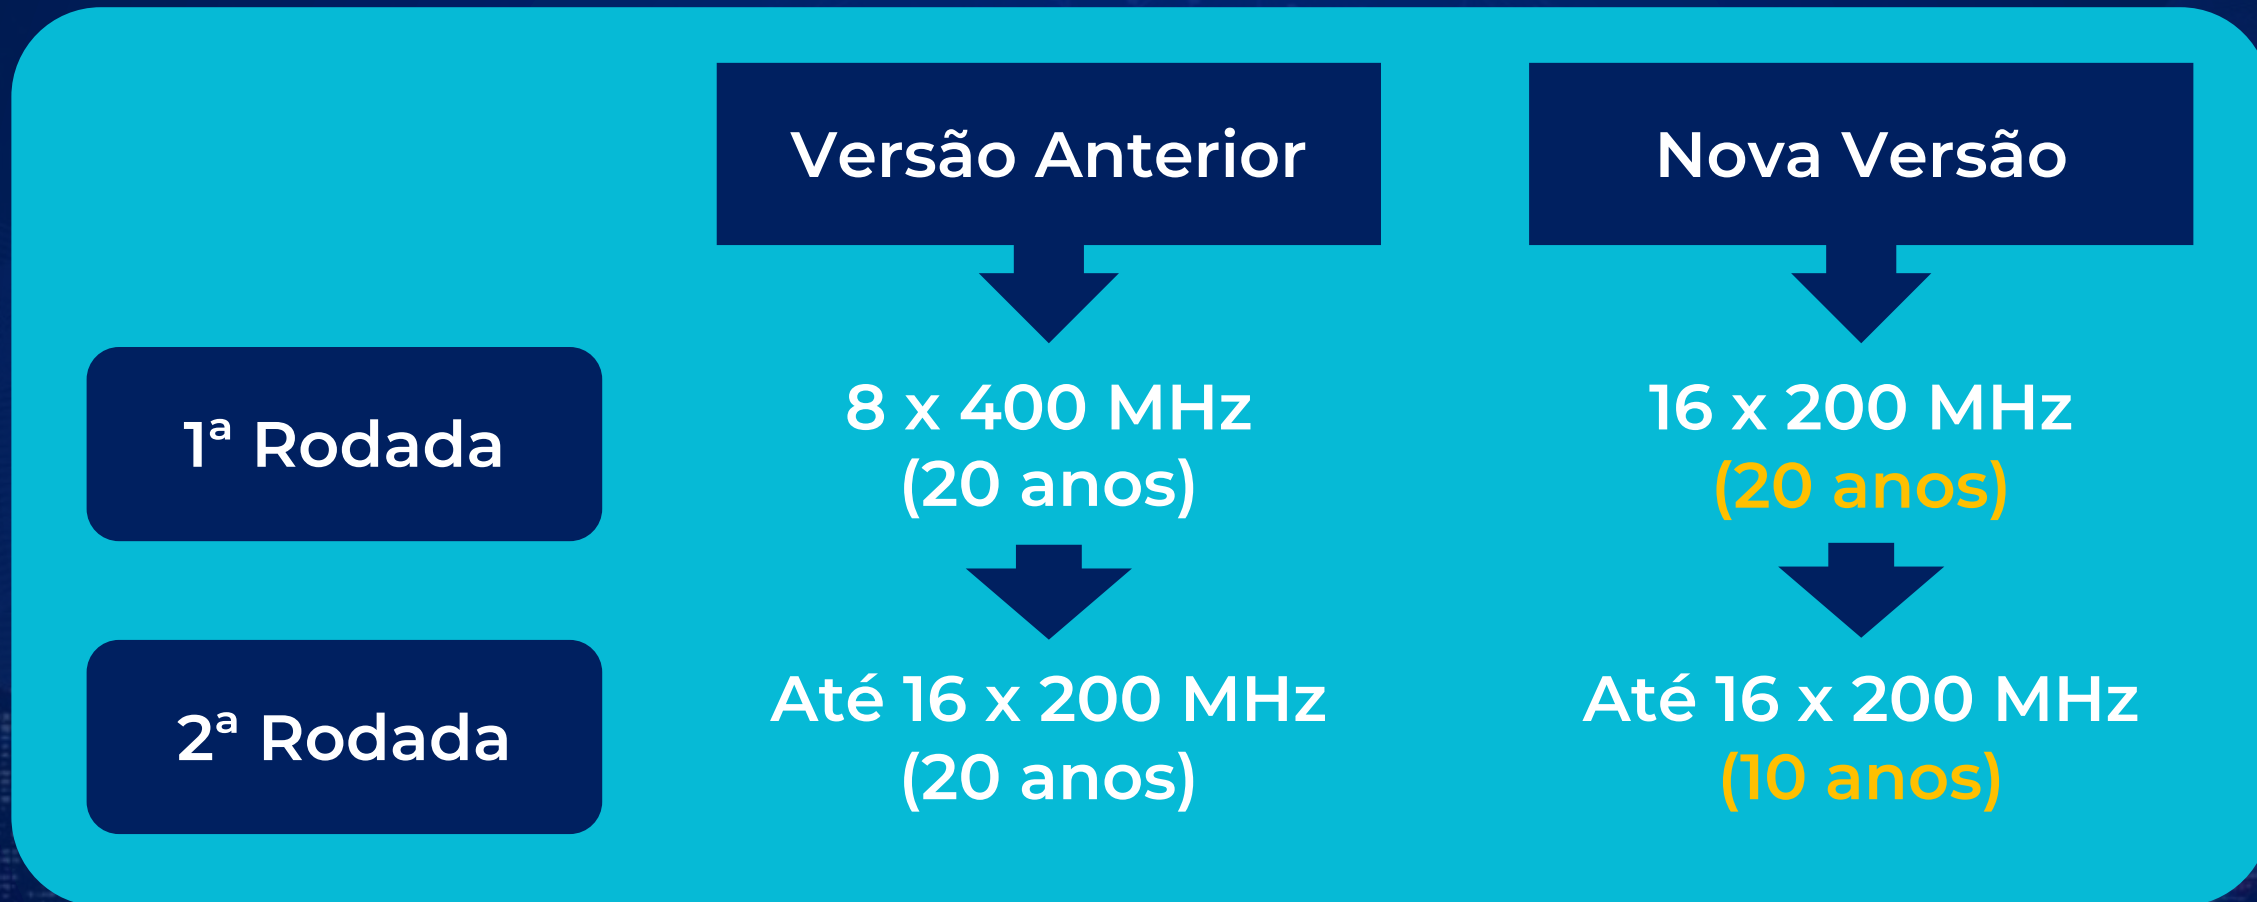 Versão Anterior
Nova Versão
1ª Rodada
8 x 400 MHz
(20 anos)
16 x 200 MHz
(20 anos)
2ª Rodada
Até 16 x 200 MHz
(20 anos)
Até 16 x 200 MHz
(10 anos)